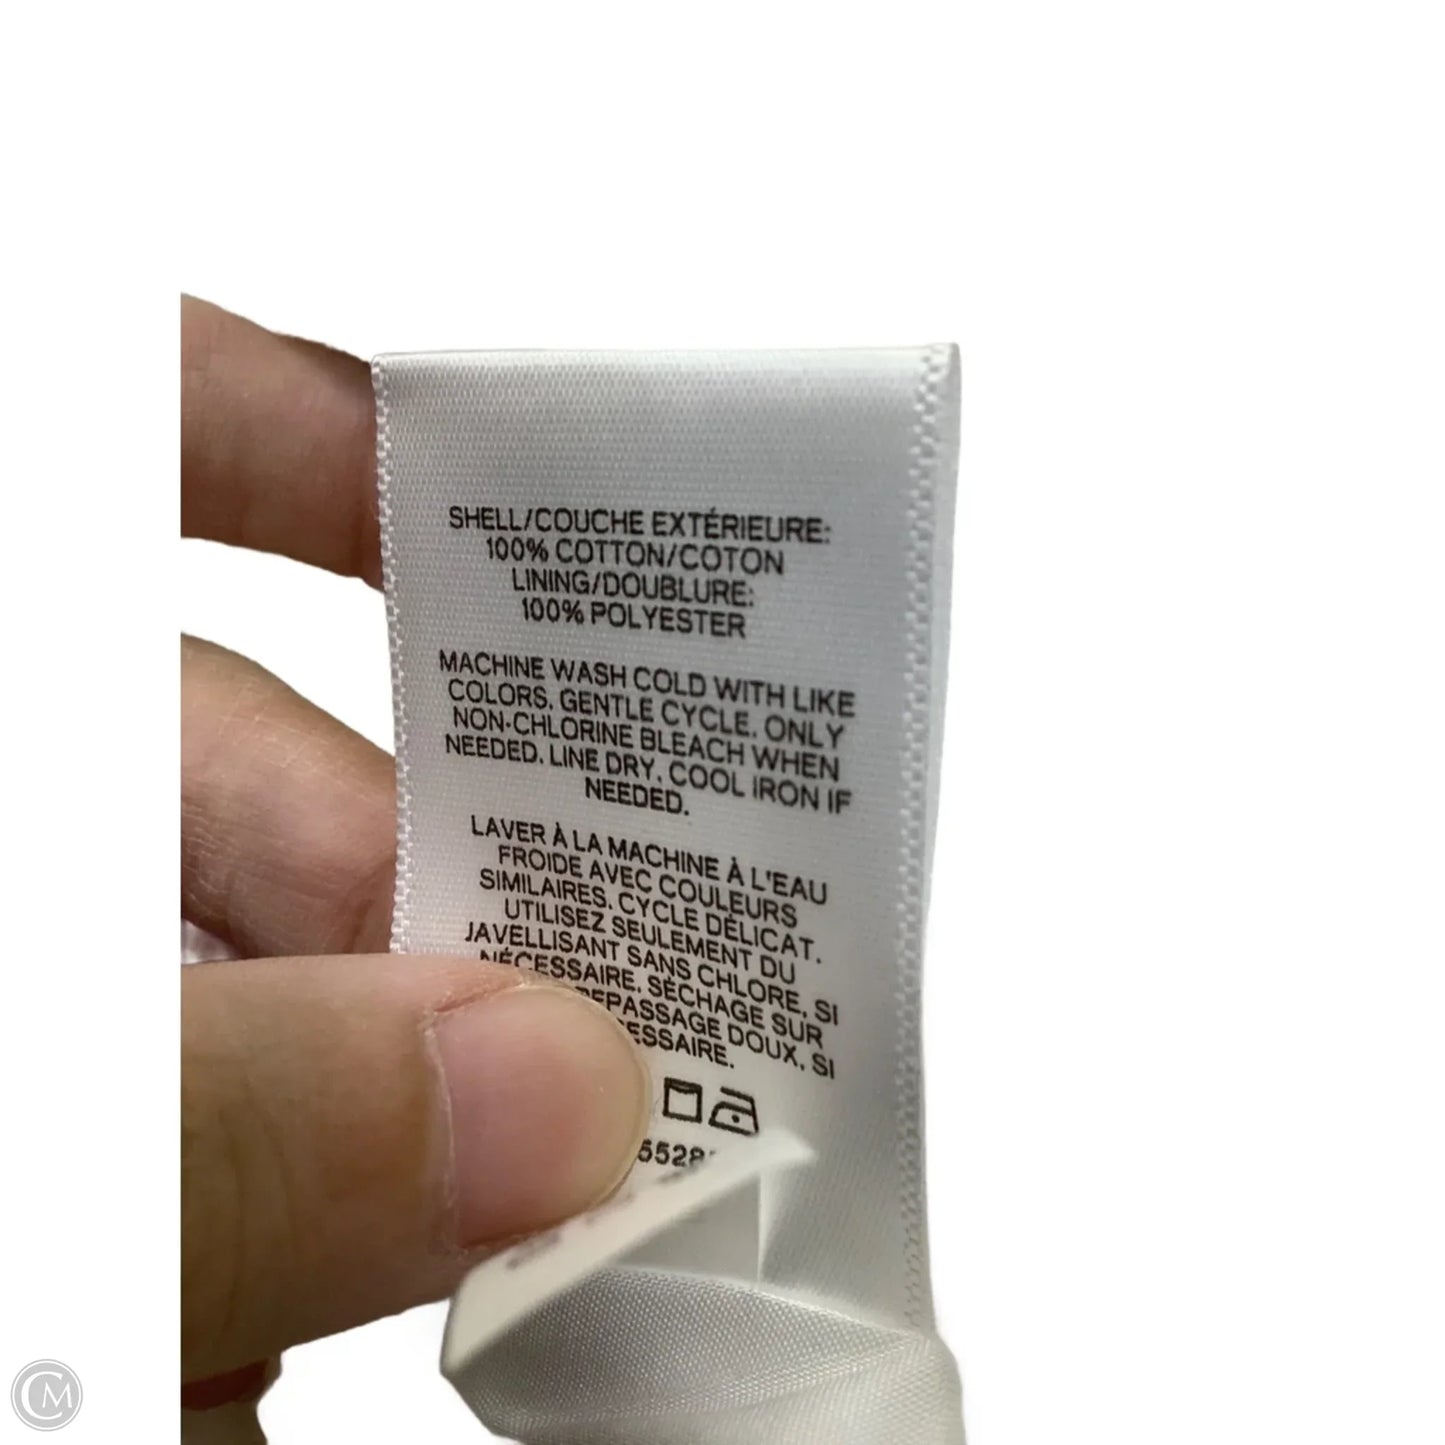 SHELL/COUCHE EXTÉRIEURE:
100% COTTON/COTON
LINING/DOUBLURE:
100% POLYESTER
MACHINE WASH COLD WITH LIKE
COLORS. GENTLE CYCLE. ONLY
NON-CHLORINE BLEACH WHEN
NEEDED. LINE DRY. COOL IRON IF
NEEDED.
LAVER À LA MACHINE À L'EAU
FROIDE AVEC COULEURS
SIMILAIRES. CYCLE DÉLICAT.
UTILISEZ SEULEMENT DU
JAVELLISANT SANS CHLORE, SI
NÉCESSAIRE. SÉCHAGE SUR
REPASSAGE DOUX, SI
CM